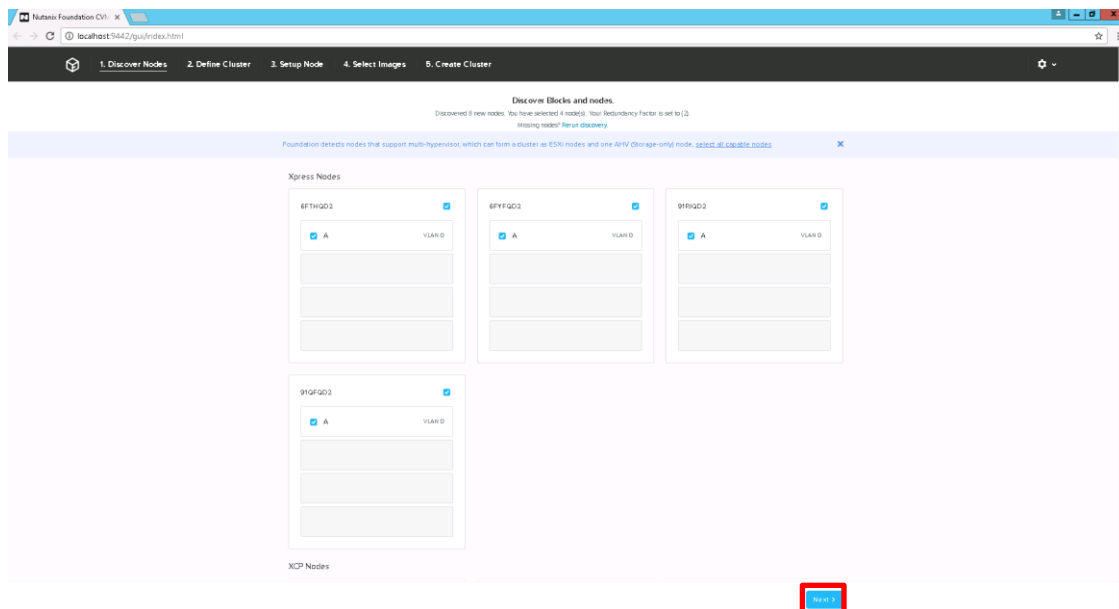 Nutanix Foundation CVM
localhost:9442/gui/index.html
1. Discover Nodes 2. Define Cluster 3. Setup Node 4. Select Images 5. Create Cluster
Discover Blocks and nodes.
Discovered 8 new nodes. You have selected 4 node(s). Your Redundancy Factor is set to (2).
Missing nodes? Rerun discovery.
Foundation detects nodes that support multi-hypervisor, which can form a cluster as ESXi nodes and one AHV (Storage-only) node, select all capable nodes
Xpress Nodes
6FTHQD2 6FYFQD2 91RJQD2
A VLAN 0 A VLAN 0 A VLAN 0
91QFQD2
A VLAN 0
XCP Nodes
Next >